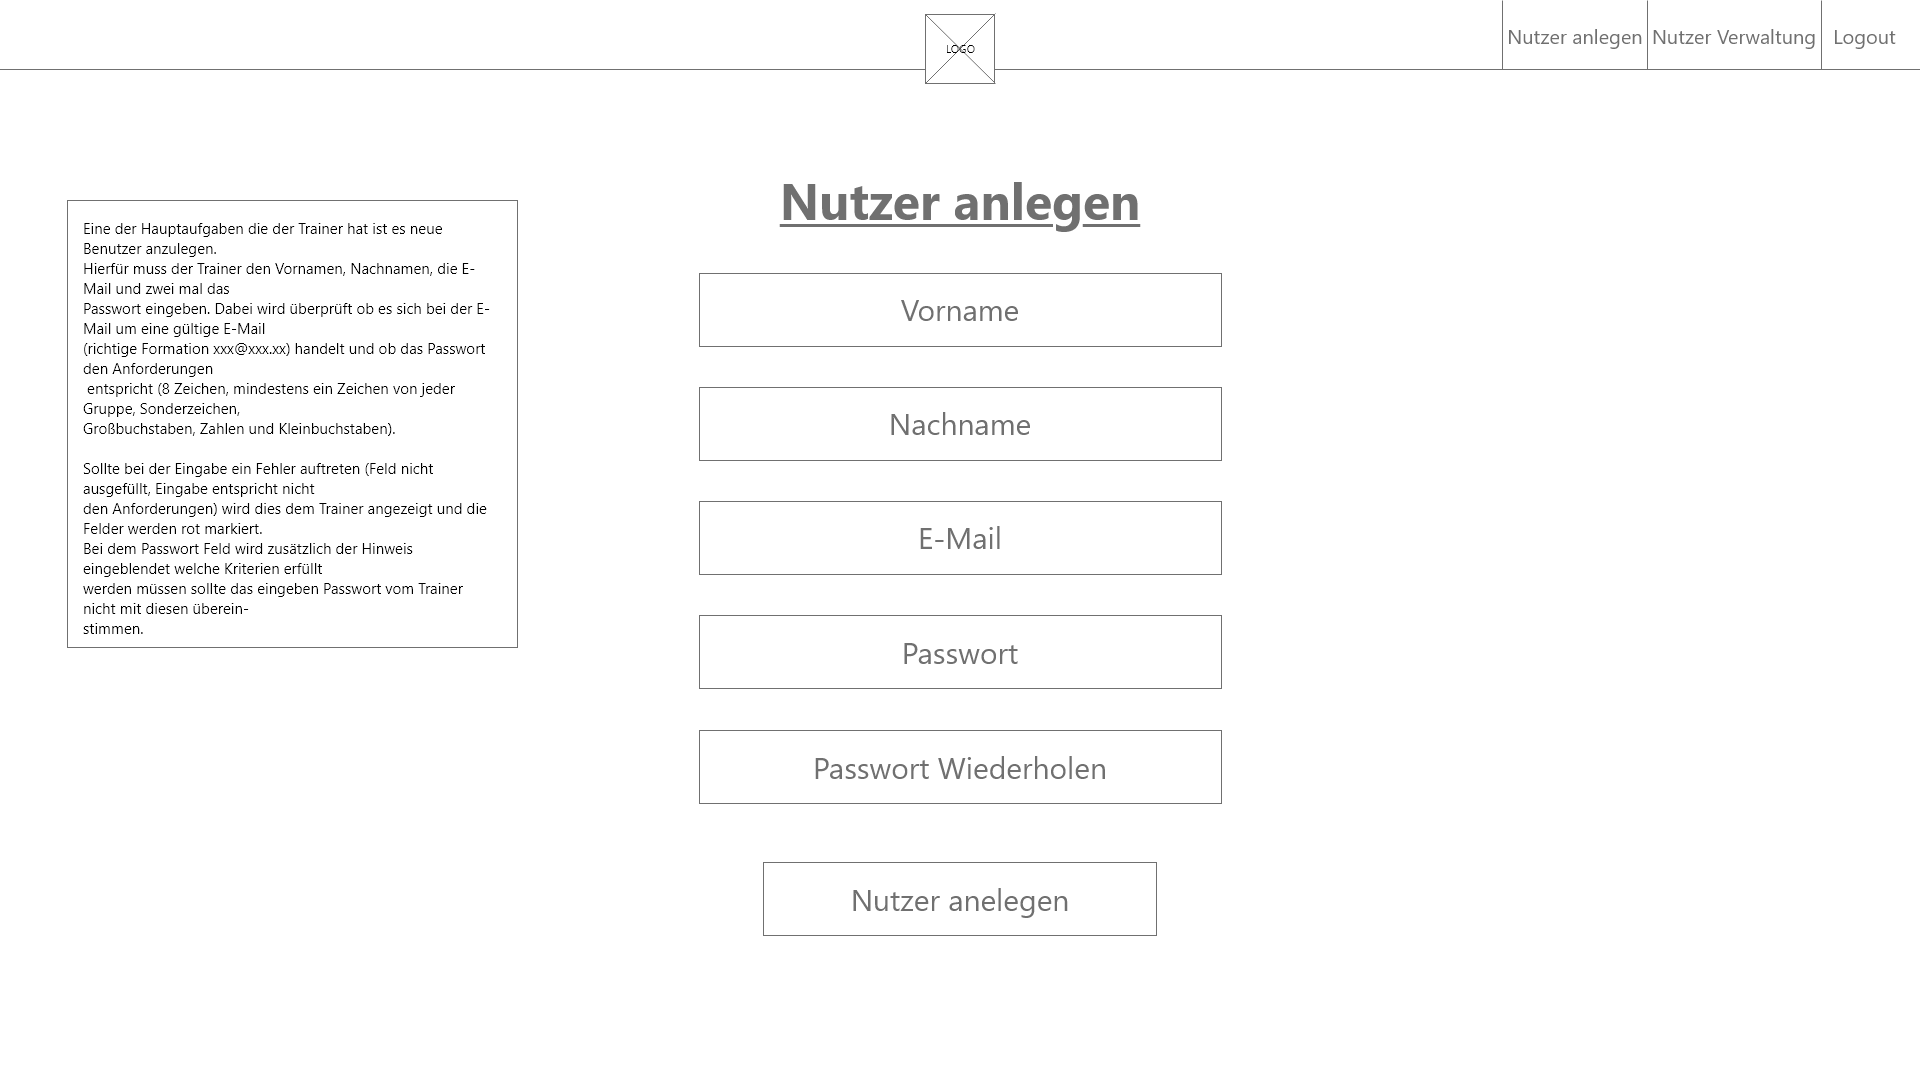 LOGO
Nutzer anlegen
Nutzer Verwaltung
Logout
Nutzer anlegen
Eine der Hauptaufgaben die der Trainer hat ist es neue
Benutzer anzulegen.
Hierfür muss der Trainer den Vornamen, Nachnamen, die E-
Mail und zwei mal das
Passwort eingeben. Dabei wird überprüft ob es sich bei der E-
Mail um eine gültige E-Mail
(richtige Formation xxx@xxx.xx) handelt und ob das Passwort
den Anforderungen
entspricht (8 Zeichen, mindestens ein Zeichen von jeder
Gruppe, Sonderzeichen,
Großbuchstaben, Zahlen und Kleinbuchstaben).
Sollte bei der Eingabe ein Fehler auftreten (Feld nicht
ausgefüllt, Eingabe entspricht nicht
den Anforderungen) wird dies dem Trainer angezeigt und die
Felder werden rot markiert.
Bei dem Passwort Feld wird zusätzlich der Hinweis
eingeblendet welche Kriterien erfüllt
werden müssen sollte das eingeben Passwort vom Trainer
nicht mit diesen überein-
stimmen.
Vorname
Nachname
E-Mail
Passwort
Passwort Wiederholen
Nutzer anelegen